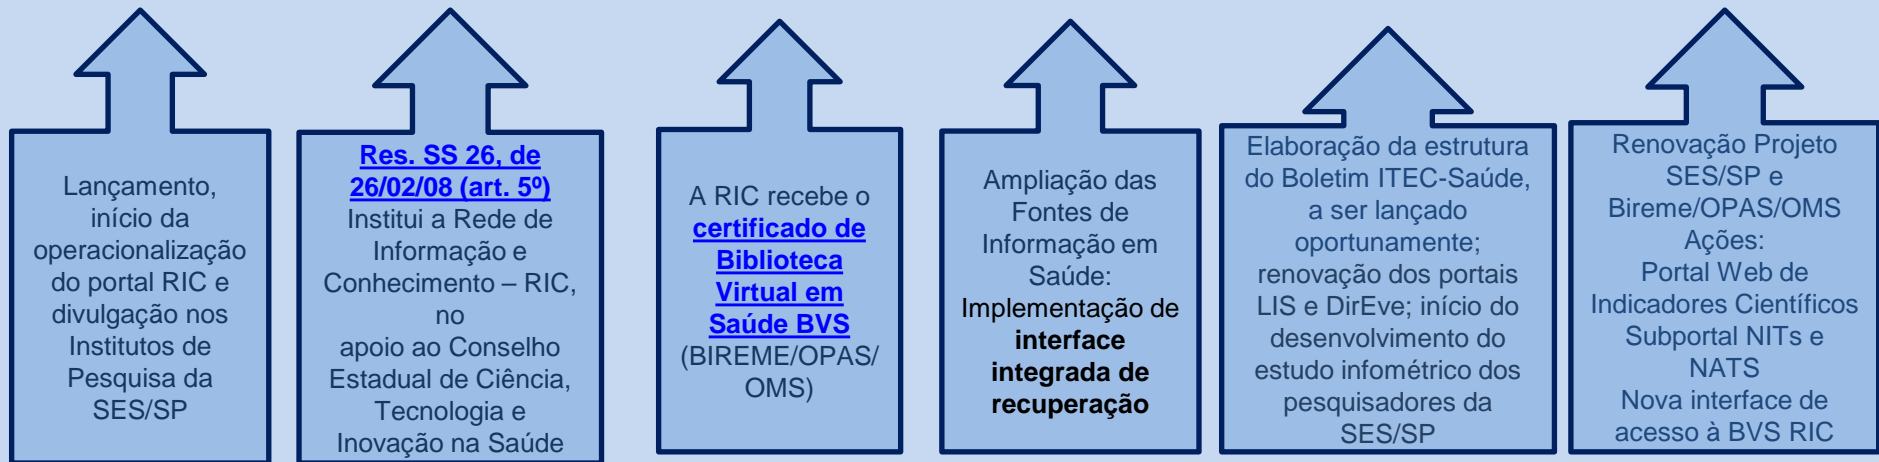 Lançamento,
início da
operacionalização
do portal RIC e
divulgação nos
Institutos de
Pesquisa da
SES/SP
Res. SS 26, de
26/02/08 (art. 5º)
Institui a Rede de
Informação e
Conhecimento – RIC,
no
apoio ao Conselho
Estadual de Ciência,
Tecnologia e
Inovação na Saúde
A RIC recebe o
certificado de
Biblioteca
Virtual em
Saúde BVS
(BIREME/OPAS/
OMS)
Ampliação das
Fontes de
Informação em
Saúde:
Implementação de
interface
integrada de
recuperação
Elaboração da estrutura
do Boletim ITEC-Saúde,
a ser lançado
oportunamente;
renovação dos portais
LIS e DirEve; início do
desenvolvimento do
estudo infométrico dos
pesquisadores da
SES/SP
Renovação Projeto
SES/SP e
Bireme/OPAS/OMS
Ações:
Portal Web de
Indicadores Científicos
Subportal NITs e
NATS
Nova interface de
acesso à BVS RIC